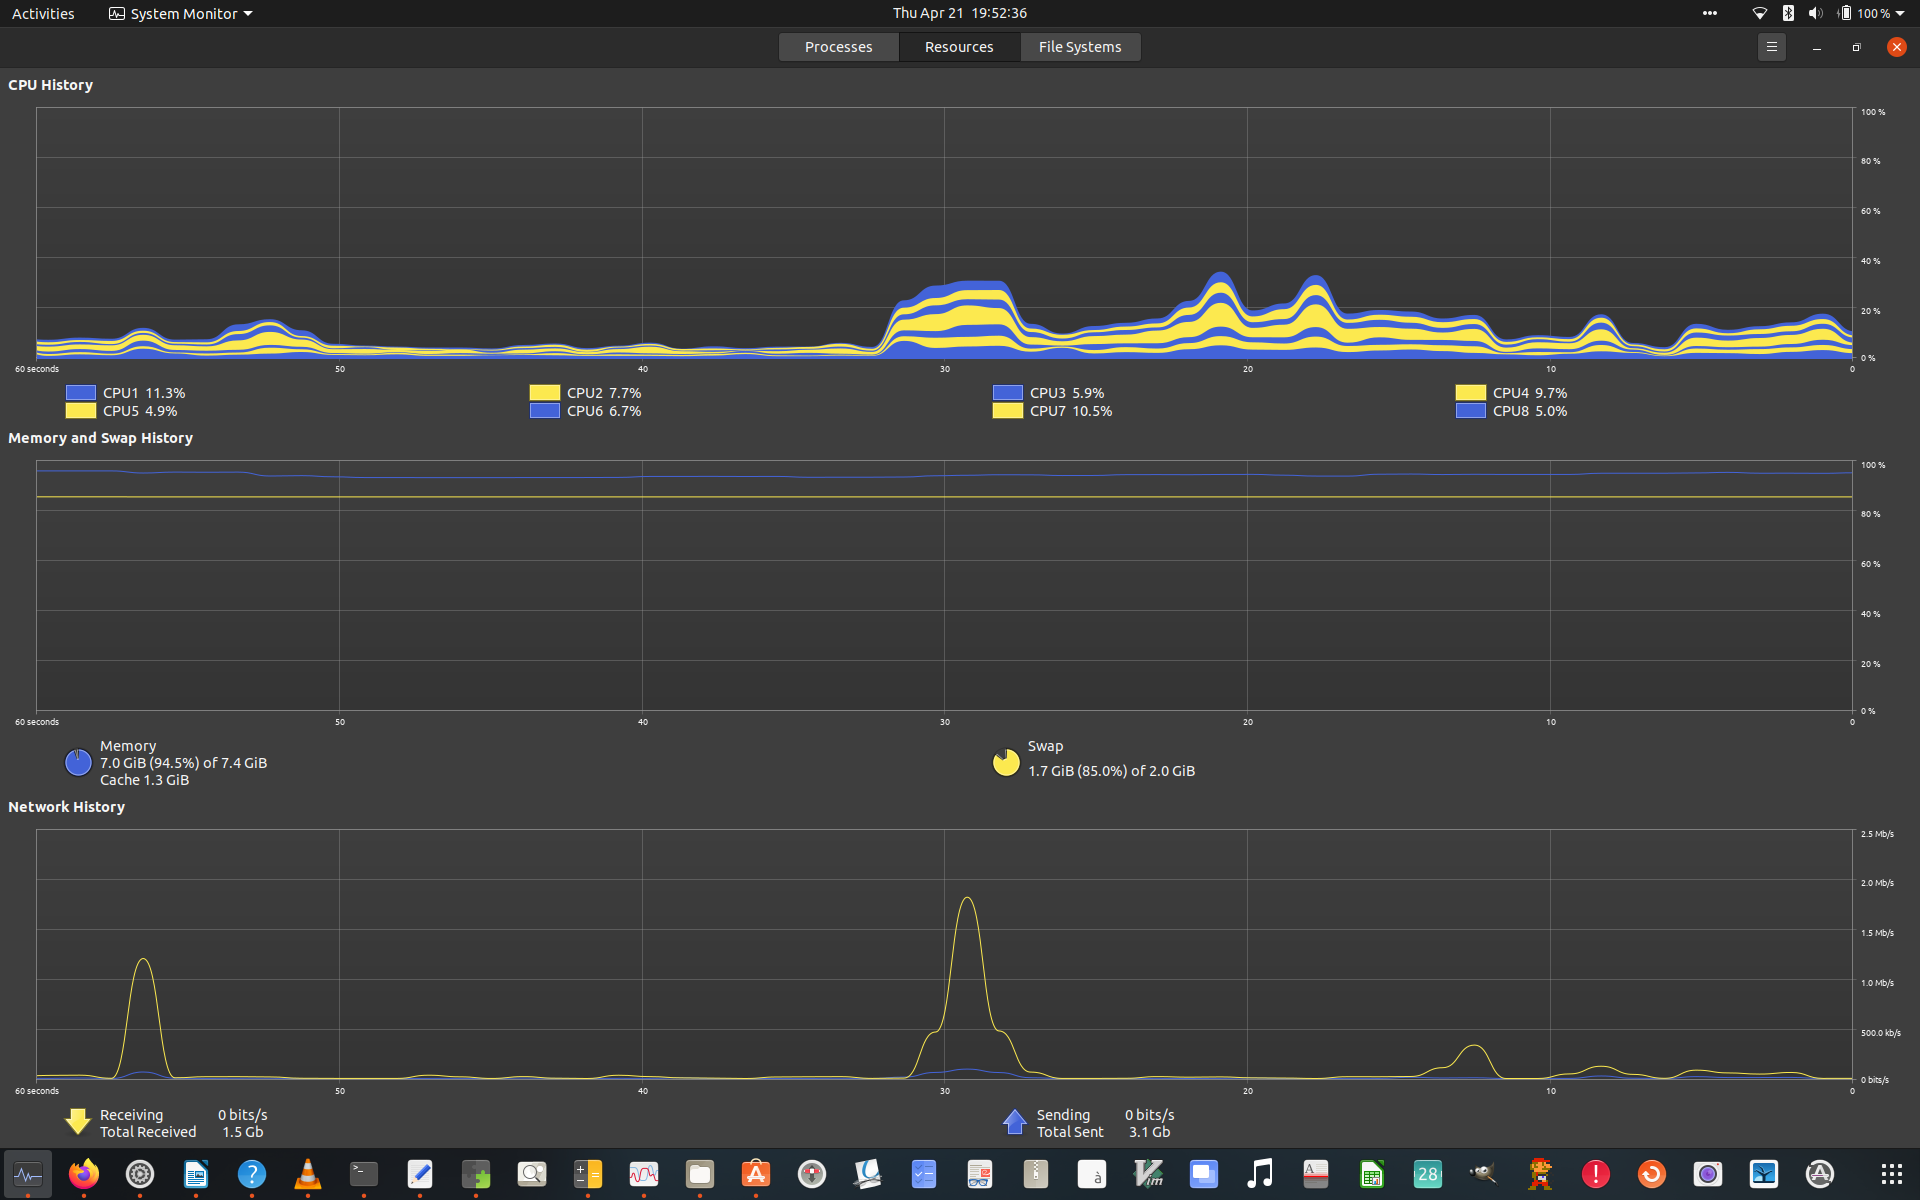 Activities System Monitor Thu Apr 21 19:52:36 100 %
Processes Resources File Systems
CPU History
100 %
80 %
60 %
40 %
20 %
0 %
60 seconds 50 40 30 20 10 0
CPU1 11.3% CPU2 7.7% CPU3 5.9% CPU4 9.7%
CPU5 4.9% CPU6 6.7% CPU7 10.5% CPU8 5.0%
Memory and Swap History
100 %
80 %
60 %
40 %
20 %
0 %
60 seconds 50 40 30 20 10 0
Memory
7.0 GiB (94.5%) of 7.4 GiB
Cache 1.3 GiB
Swap
1.7 GiB (85.0%) of 2.0 GiB
Network History
2.5 Mb/s
2.0 Mb/s
1.5 Mb/s
1.0 Mb/s
500.0 kb/s
0 bits/s
60 seconds 50 40 30 20 10 0
Receiving 0 bits/s Sending 0 bits/s
Total Received 1.5 Gb Total Sent 3.1 Gb
>_ ? A à Vim A 28 !